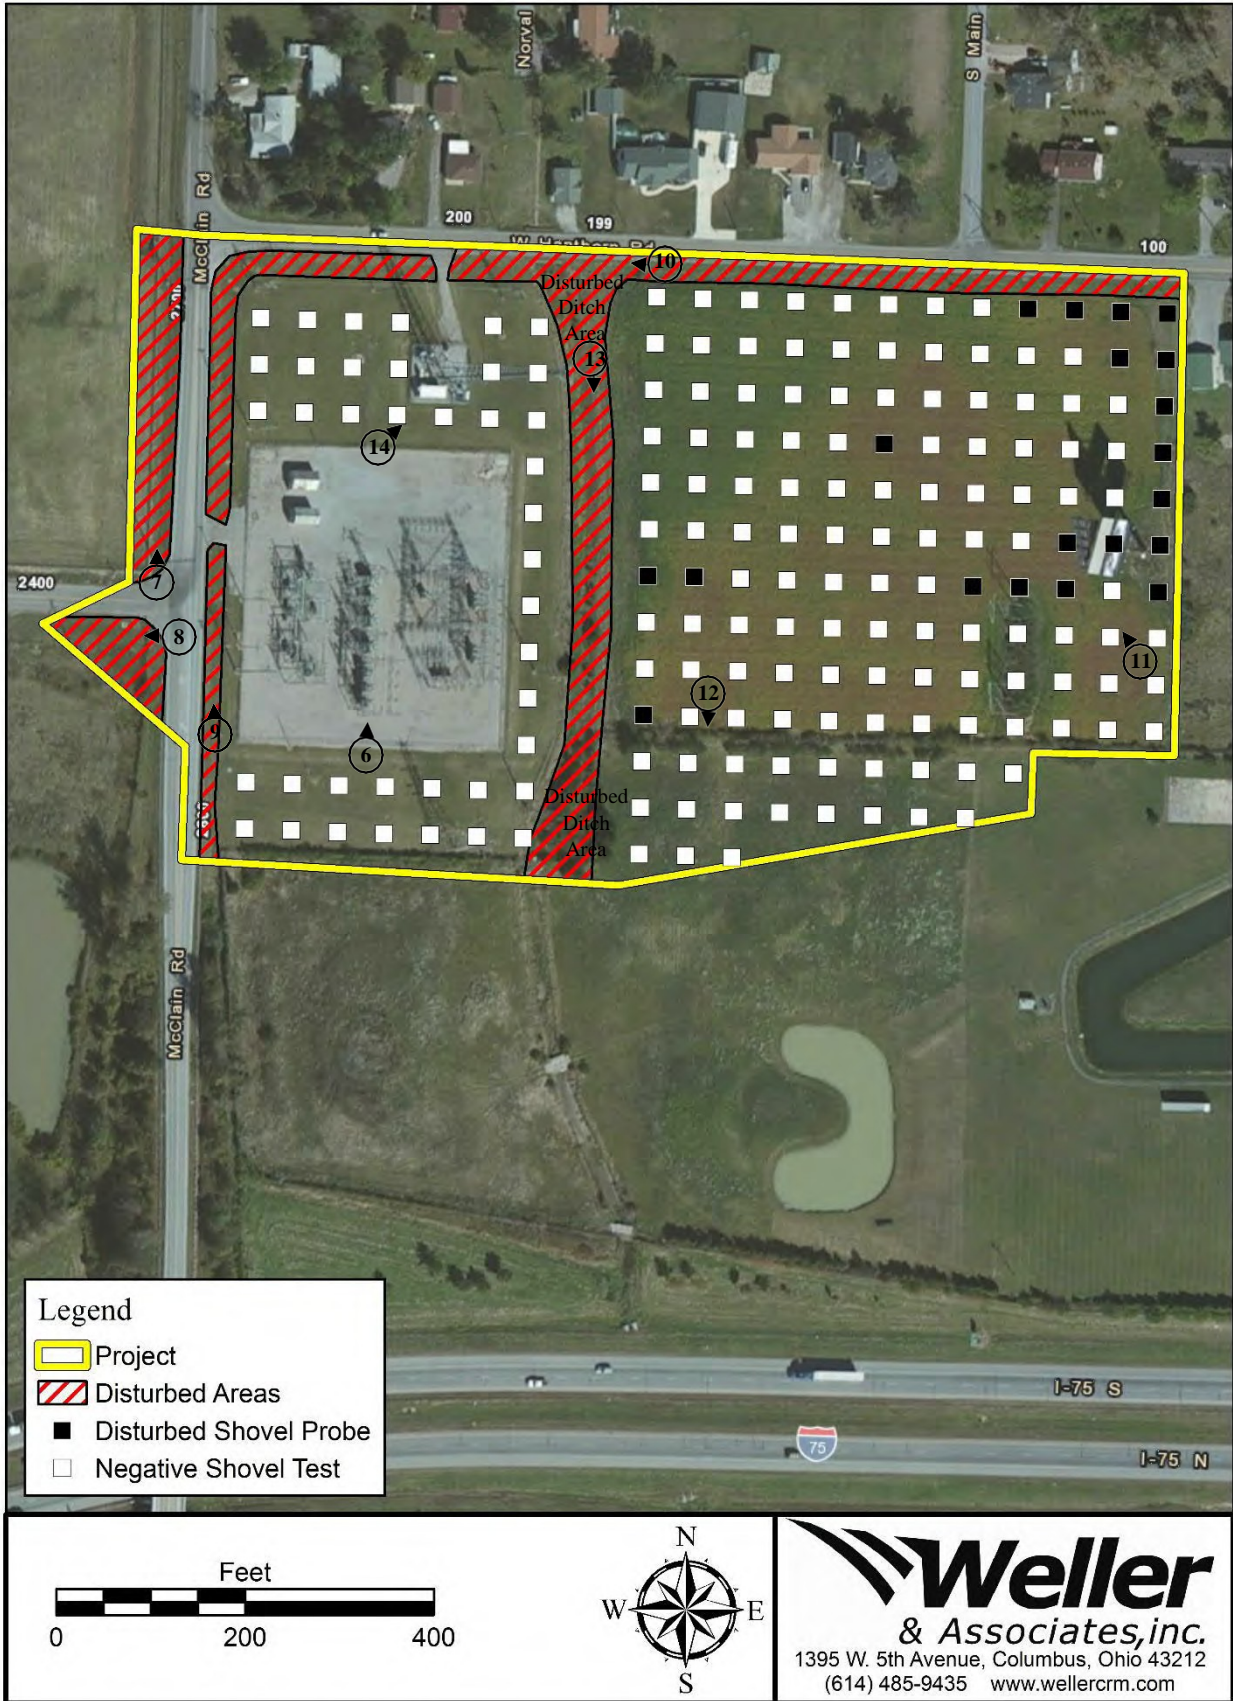 Norval
S Main
McClain Rd
200
199
W Hanthorn Rd
100
10
Disturbed
Ditch
Area
13
14
2400
7
8
11
12
9
6
Disturbed
Ditch
Area
McClain Rd
Legend
Project
Disturbed Areas
Disturbed Shovel Probe
Negative Shovel Test
I-75 S
75
I-75 N
Feet
0 200 400
N
W E
S
Weller
& Associates, inc.
1395 W. 5th Avenue, Columbus, Ohio 43212
(614) 485-9435 www.wellercrm.com